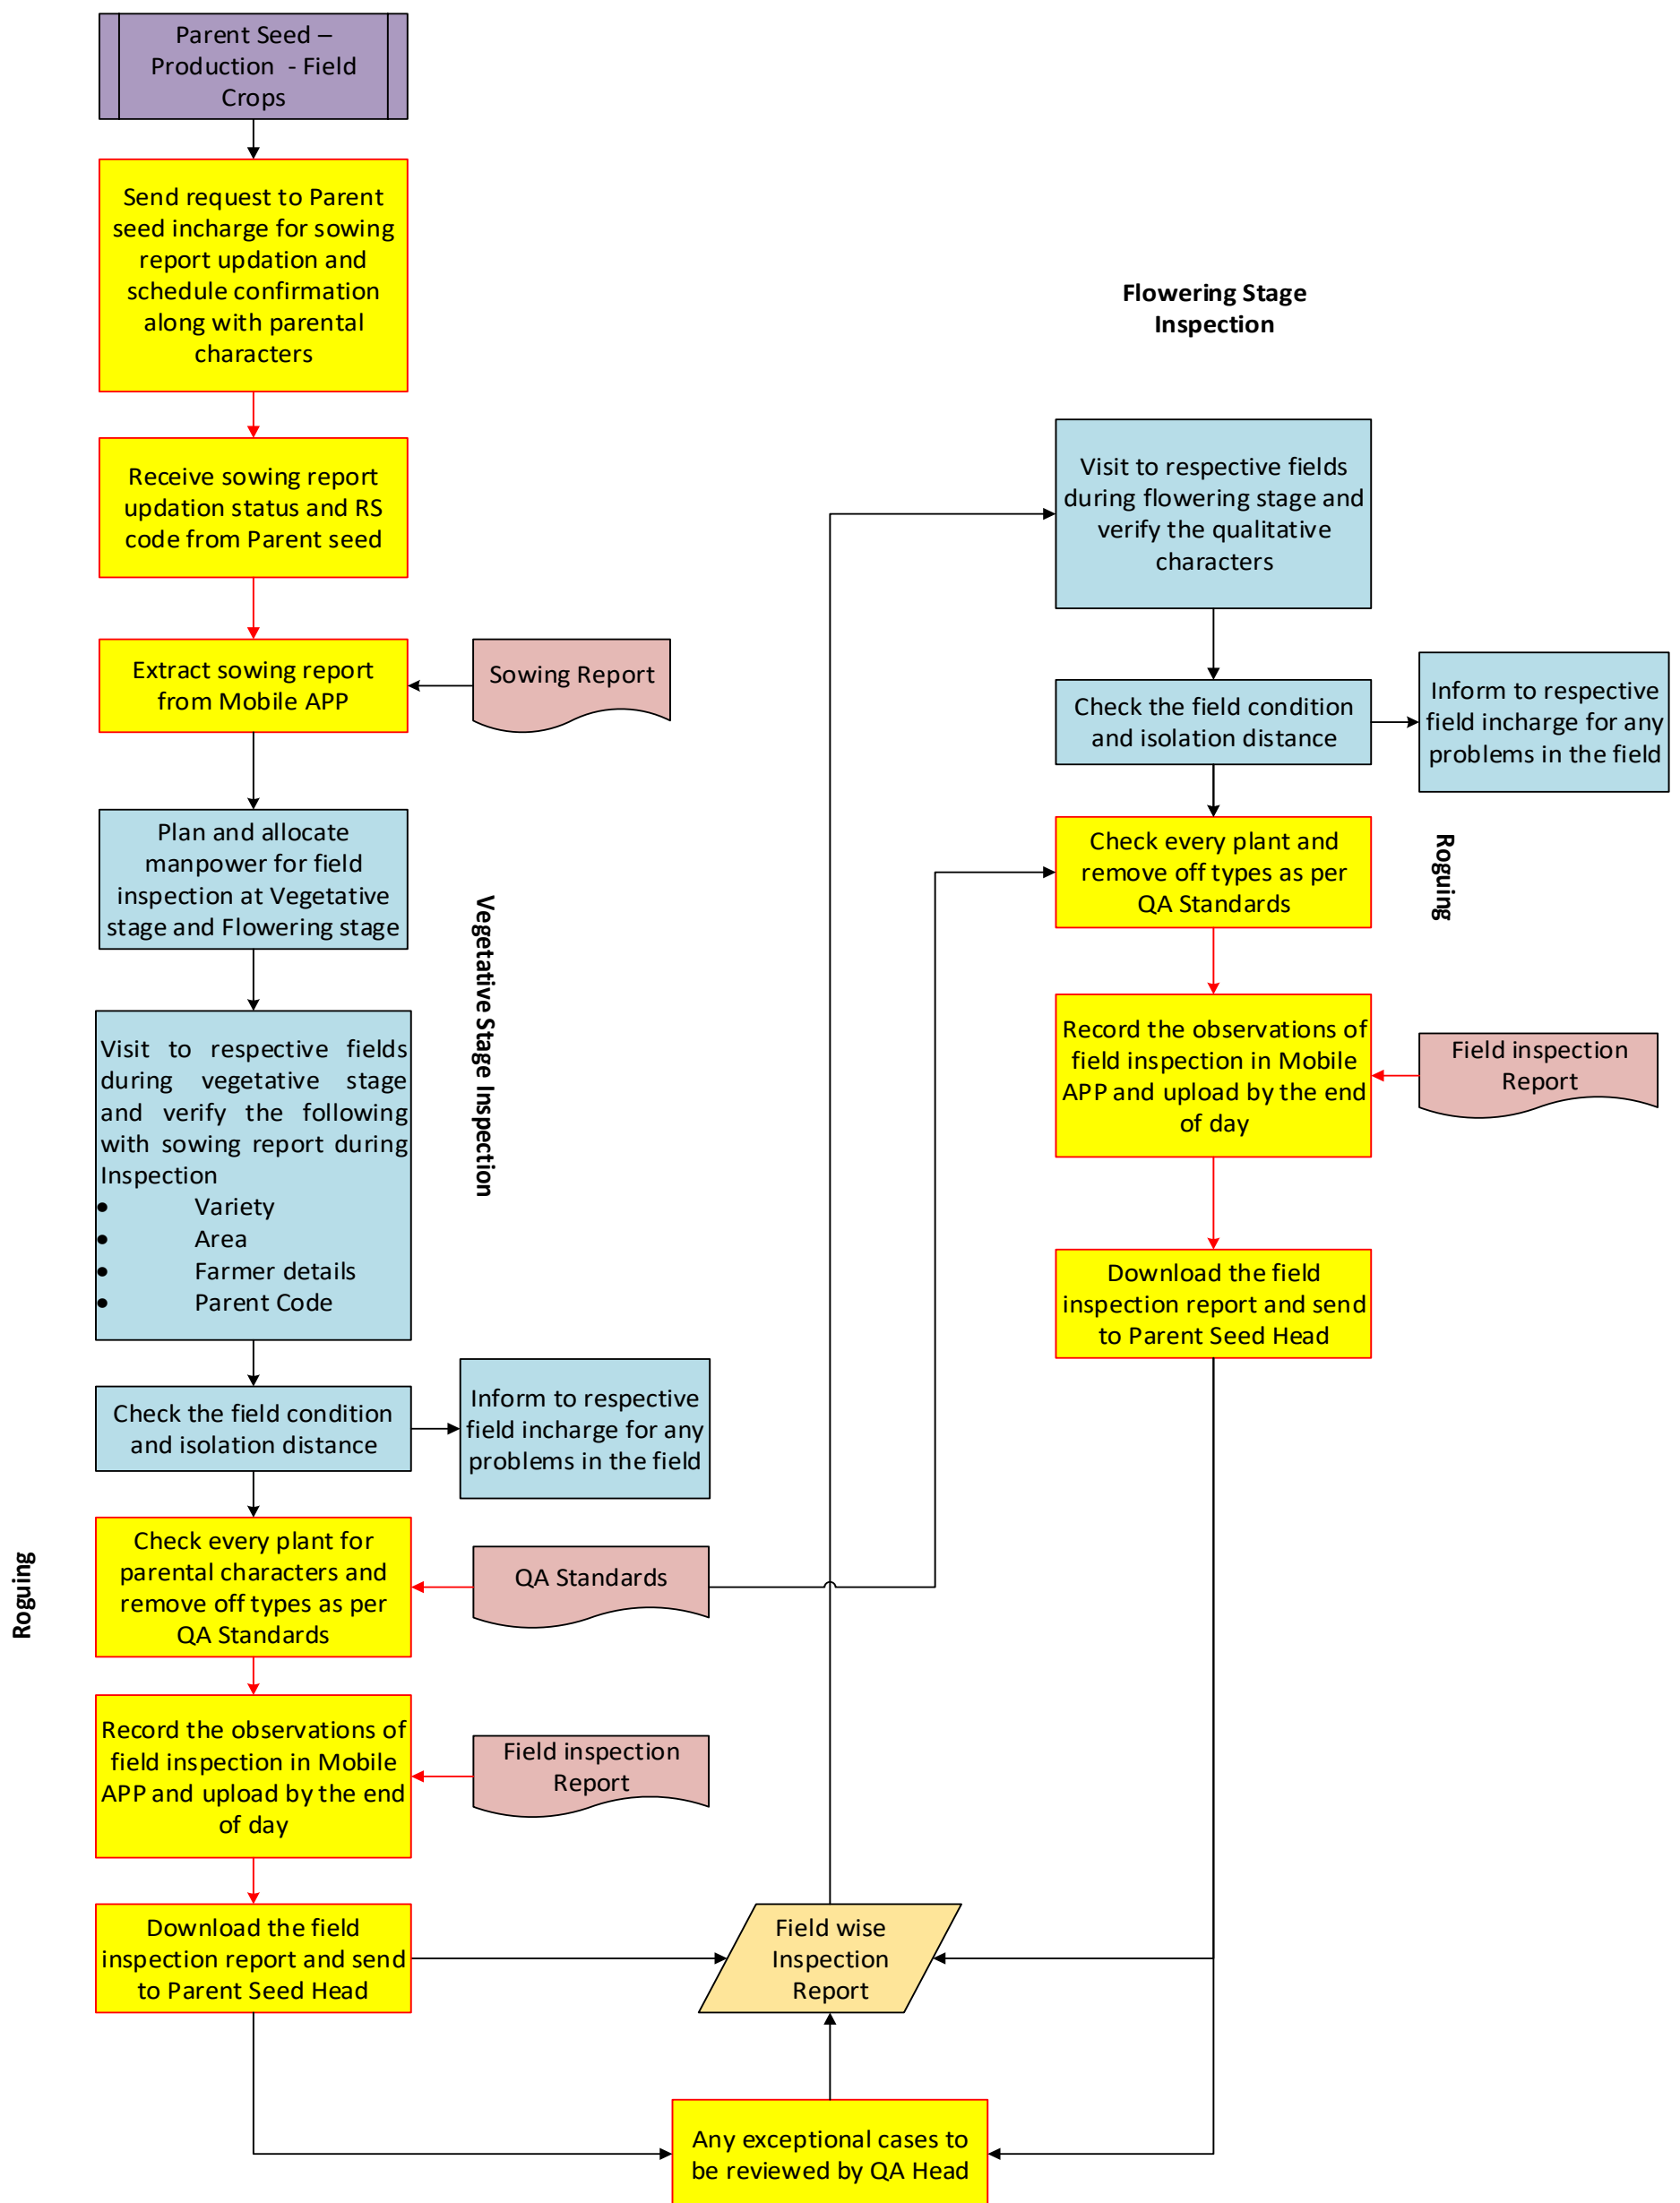 Parent Seed –
Production - Field
Crops
Send request to Parent
seed incharge for sowing
report updation and
schedule confirmation
along with parental
characters
Receive sowing report
updation status and RS
code from Parent seed
Extract sowing report
from Mobile APP
Sowing Report
Plan and allocate
manpower for field
inspection at Vegetative
stage and Flowering stage
Vegetative Stage Inspection
Visit to respective fields
during vegetative stage
and verify the following
with sowing report during
Inspection
• Variety
• Area
• Farmer details
• Parent Code
Check the field condition
and isolation distance
Inform to respective
field incharge for any
problems in the field
Roguing
Check every plant for
parental characters and
remove off types as per
QA Standards
QA Standards
Record the observations of
field inspection in Mobile
APP and upload by the end
of day
Field inspection
Report
Download the field
inspection report and send
to Parent Seed Head
Field wise
Inspection
Report
Any exceptional cases to
be reviewed by QA Head
Flowering Stage
Inspection
Visit to respective fields
during flowering stage and
verify the qualitative
characters
Check the field condition
and isolation distance
Inform to respective
field incharge for any
problems in the field
Check every plant and
remove off types as per
QA Standards
Roguing
Record the observations of
field inspection in Mobile
APP and upload by the end
of day
Field inspection
Report
Download the field
inspection report and send
to Parent Seed Head